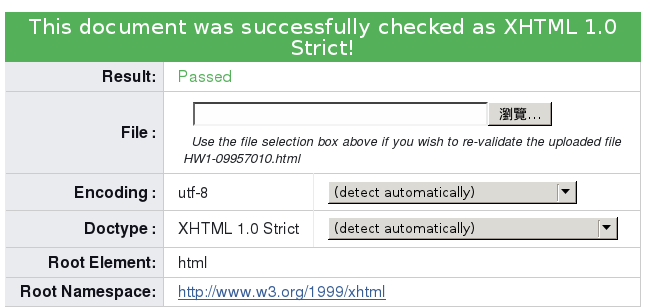 This document was successfully checked as XHTML 1.0
Strict!
Result: Passed
File : 瀏覽...
Use the file selection box above if you wish to re-validate the uploaded file
HW1-09957010.html
Encoding : utf-8 (detect automatically)
Doctype : XHTML 1.0 Strict (detect automatically)
Root Element: html
Root Namespace: http://www.w3.org/1999/xhtml